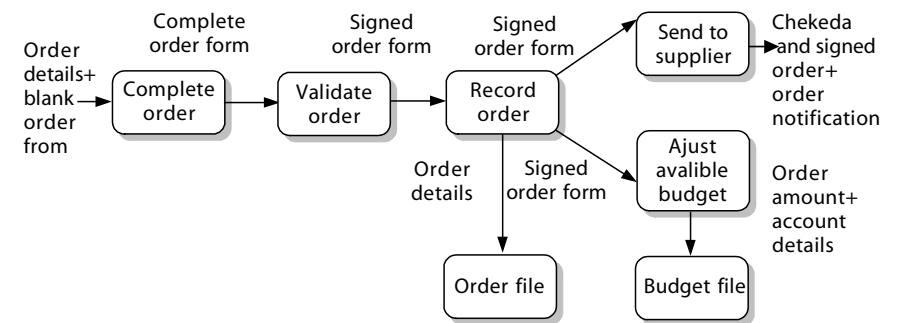 Order
details+
blank
order
from
Complete
order form
Complete
order
Signed
order form
Validate
order
Signed
order form
Record
order
Send to
supplier
Chekeda
and signed
order+
order
notification
Order
details
Signed
order form
Ajust
avalible
budget
Order
amount+
account
details
Order file
Budget file